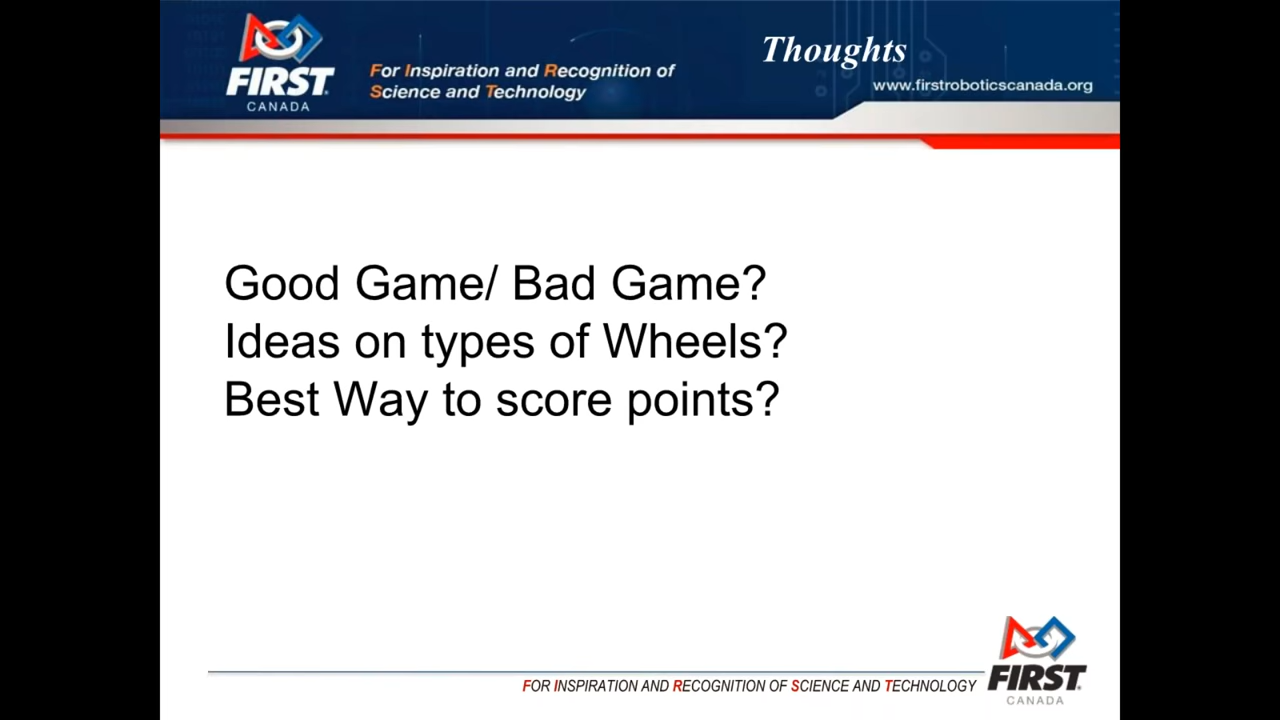 FIRST
CANADA
For Inspiration and Recognition of
Science and Technology
Thoughts
www.firstroboticscanada.org
Good Game/ Bad Game?
Ideas on types of Wheels?
Best Way to score points?
FOR INSPIRATION AND RECOGNITION OF SCIENCE AND TECHNOLOGY
FIRST
CANADA